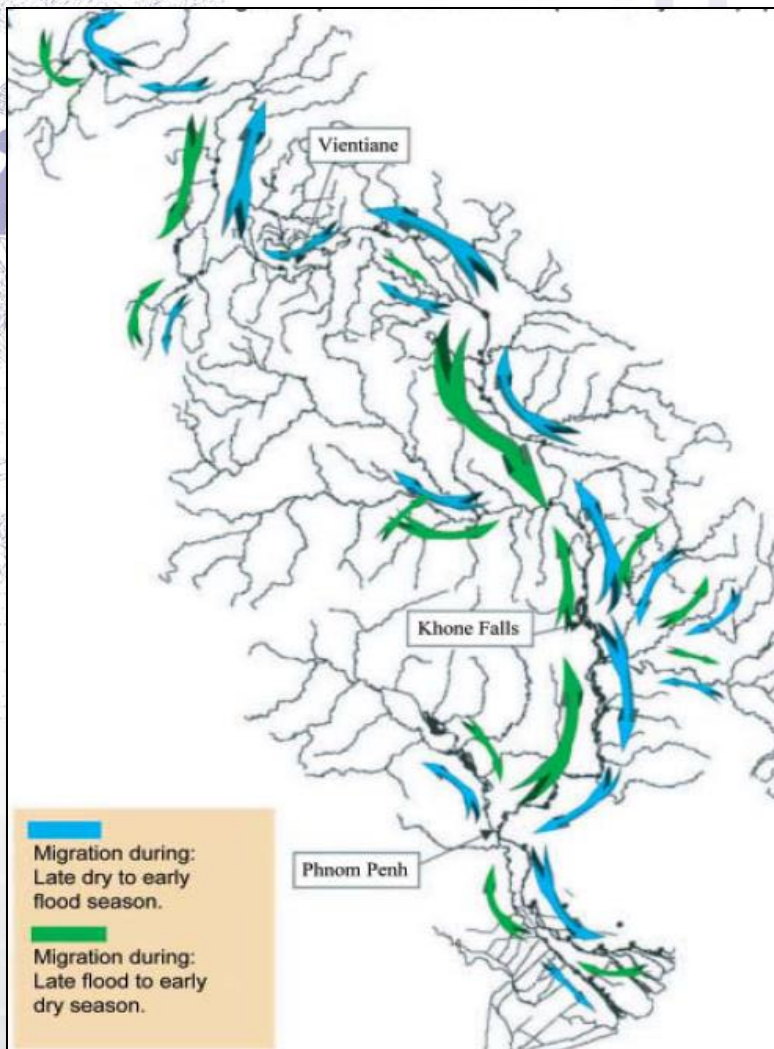 Vientiane
Khone Falls
Phnom Penh
Migration during:
Late dry to early
flood season.
Migration during:
Late flood to early
dry season.